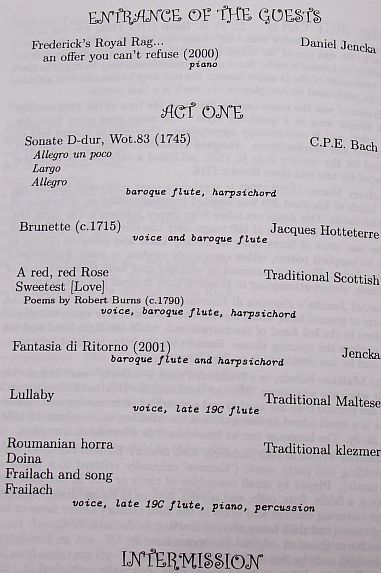 ENTRANCE OF THE GUESTS
Frederick's Royal Rag... Daniel Jencka
an offer you can't refuse (2000)
piano
ACT ONE
Sonate D-dur, Wot.83 (1745) C.P.E. Bach
Allegro un poco
Largo
Allegro
baroque flute, harpsichord
Brunette (c.1715) Jacques Hotteterre
voice and baroque flute
A red, red Rose Traditional Scottish
Sweetest [Love]
Poems by Robert Burns (c.1790)
voice, baroque flute, harpsichord
Fantasia di Ritorno (2001) Jencka
baroque flute and harpsichord
Lullaby Traditional Maltese
voice, late 19C flute
Roumanian horra Traditional klezmer
Doina
Frailach and song
Frailach
voice, late 19C flute, piano, percussion
INTERMISSION